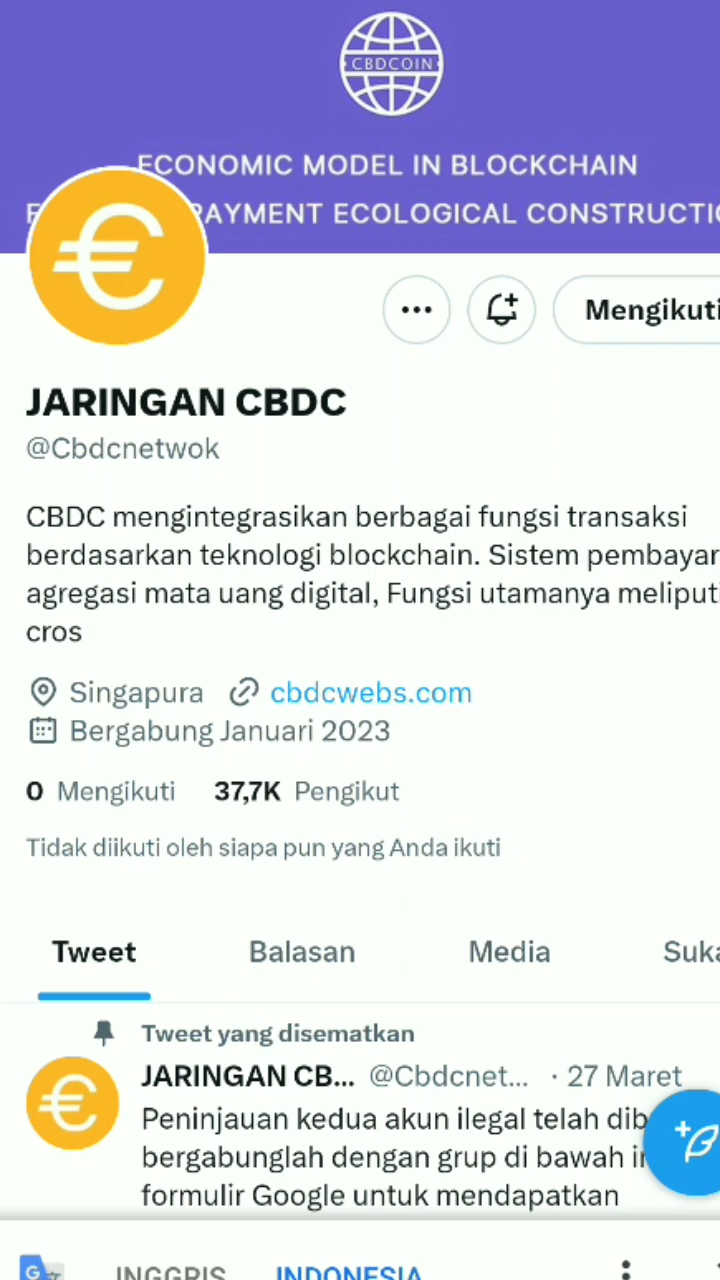 CBDCOIN
ECONOMIC MODEL IN BLOCKCHAIN
RAYMENT ECOLOGICAL CONSTRUCTIO
Mengikuti
JARINGAN CBDC
@Cbdcnetwok
CBDC mengintegrasikan berbagai fungsi transaksi
berdasarkan teknologi blockchain. Sistem pembayar
agregasi mata uang digital, Fungsi utamanya meliputi
cros
Singapura cbdcwebs.com
Bergabung Januari 2023
0 Mengikuti 37,7K Pengikut
Tidak diikuti oleh siapa pun yang Anda ikuti
Tweet Balasan Media Suka
Tweet yang disematkan
JARINGAN CB... @Cbdcnet... · 27 Maret
Peninjauan kedua akun ilegal telah dib
bergabunglah dengan grup di bawah
formulir Google untuk mendapatkan
INGGRIS INDONESIA